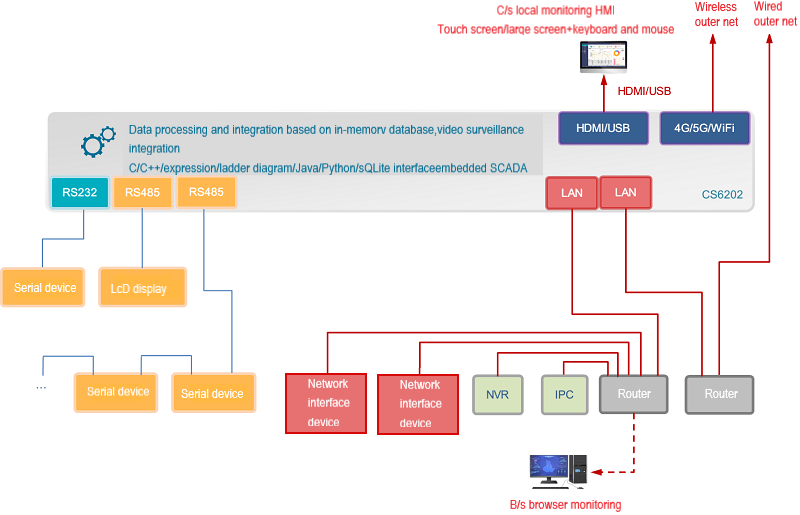 C/s local monitoring HMI
Touch screen/large screen+keyboard and mouse
Wireless
outer net
Wired
outer net
HDMI/USB
Data processing and integration based on in-memorv database,video surveillance
integration
C/C++/expression/ladder diagram/Java/Python/sQLite interfaceembedded SCADA
HDMI/USB
4G/5G/WiFi
RS232
RS485
RS485
LAN
LAN
CS6202
Serial device
LcD display
...
Serial device
Serial device
Network
interface
device
Network
interface
device
NVR
IPC
Router
Router
B/s browser monitoring